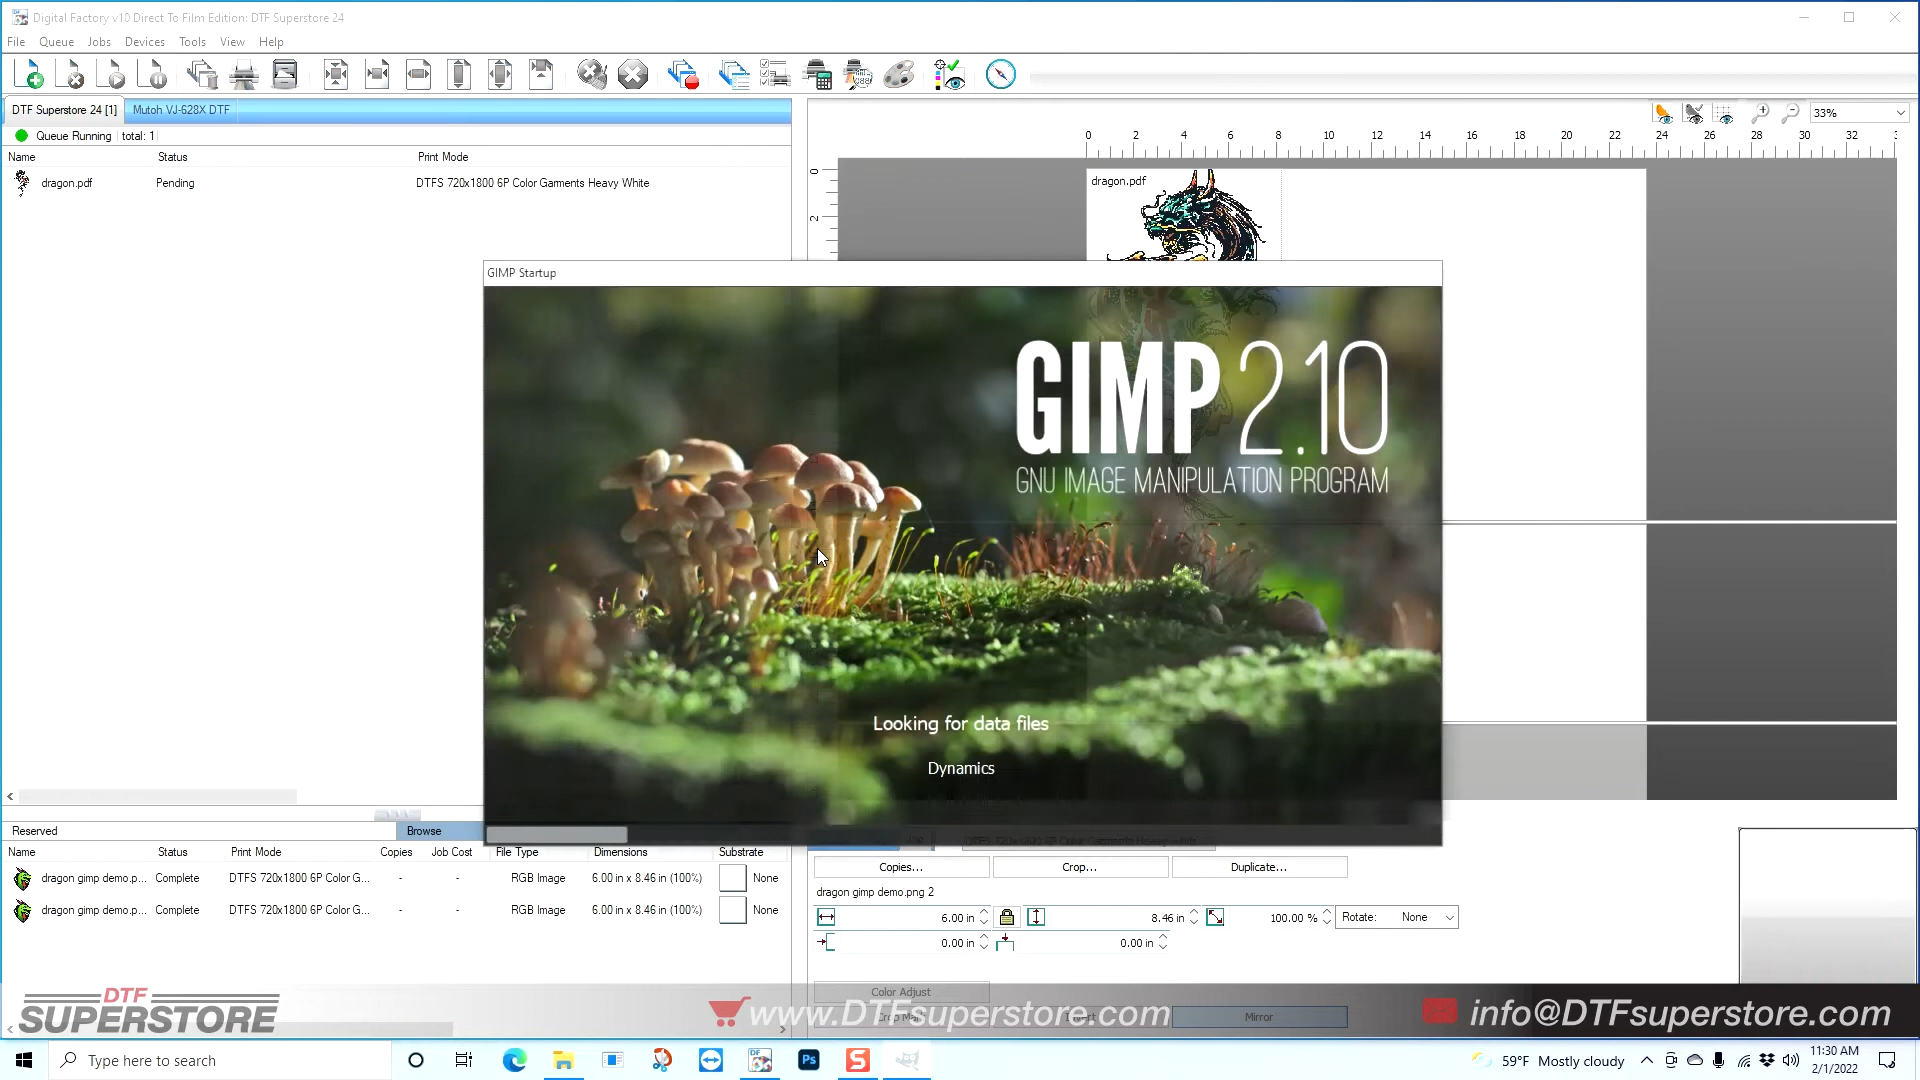 Digital Factory v10 Direct To Film Edition: DTF Superstore 24
File Queue Jobs Devices Tools View Help
DTF Superstore 24 [1] Mutoh VJ-628X DTF
33%
Queue Running total: 1
0 2 4 6 8 10 12 14 16 18 20 22 24 26 28 30 32
Name Status Print Mode
dragon.pdf Pending DTFS 720x1800 6P Color Garments Heavy White
0
2
dragon.pdf
GIMP Startup
GIMP 2.10
GNU IMAGE MANIPULATION PROGRAM
Looking for data files
Dynamics
Reserved Browse
Name Status Print Mode Copies Job Cost File Type Dimensions Substrate
dragon gimp demo.p... Complete DTFS 720x1800 6P Color G... - - RGB Image 6.00 in x 8.46 in (100%) None
dragon gimp demo.p... Complete DTFS 720x1800 6P Color G... - - RGB Image 6.00 in x 8.46 in (100%) None
Copies... Crop... Duplicate...
dragon gimp demo.png 2
6.00 in 8.46 in 100.00 % Rotate: None
0.00 in 0.00 in
Color Adjust
Mirror
DTF
SUPERSTORE
www.DTFsuperstore.com
info@DTFsuperstore.com
Type here to search
Ps
59°F Mostly cloudy
11:30 AM
2/1/2022